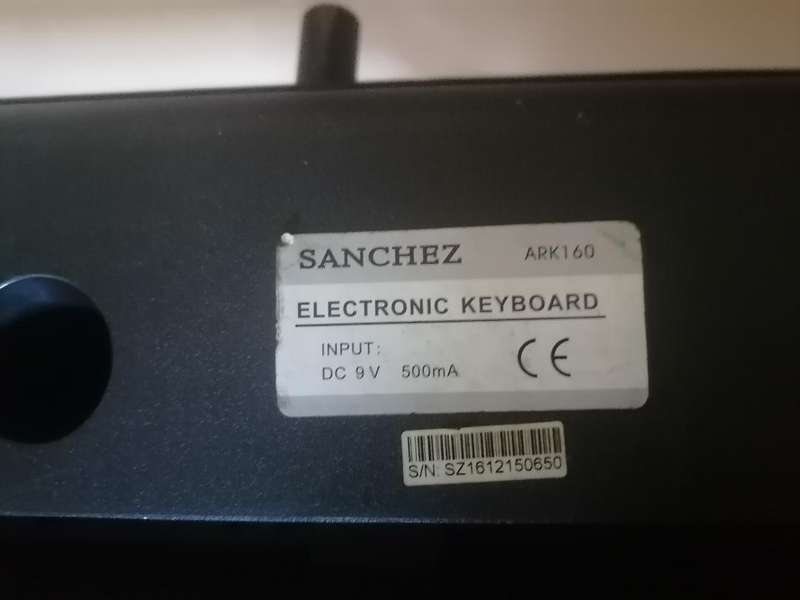 SANCHEZ ARK160
ELECTRONIC KEYBOARD
INPUT:
DC 9V 500mA
CE
S/N: SZ1612150650